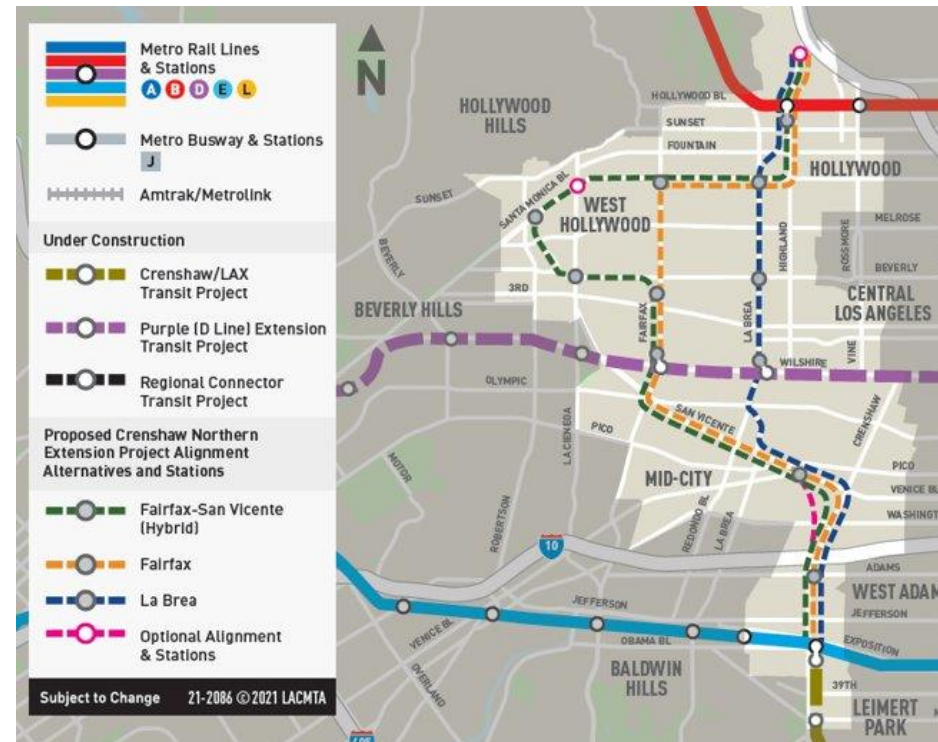 Metro Rail Lines
& Stations
A B D E L
Metro Busway & Stations
J
Amtrak/Metrolink
Under Construction
Crenshaw/LAX
Transit Project
Purple (D Line) Extension
Transit Project
Regional Connector
Transit Project
Proposed Crenshaw Northern
Extension Project Alignment
Alternatives and Stations
Fairfax-San Vicente
(Hybrid)
Fairfax
La Brea
Optional Alignment
& Stations
Subject to Change 21-2086 ©2021 LACMTA
N
HOLLYWOOD
HILLS
HOLLYWOOD BL
SUNSET
FOUNTAIN
HOLLYWOOD
SUNSET
SANTA MONICA BL
WEST
HOLLYWOOD
MELROSE
HIGHLAND
ROSSMORE
BEVERLY
BEVERLY
3RD
BEVERLY HILLS
CENTRAL
LOS ANGELES
FAIRFAX
LA BREA
VINE
WILSHIRE
OLYMPIC
SAN VICENTE
CRENSHAW
PICO
LA CIENEGA
PICO
MOTOR
MID-CITY
VENICE BL
WASHINGT
ROBERTSON
REDONDO BL
LA BREA
10
ADAMS
WEST ADAM
JEFFERSON
JEFFERSON
VENICE BL
OBAMA BL
EXPOSITION
OVERLAND
BALDWIN
HILLS
39TH
LEIMERT
PARK
405